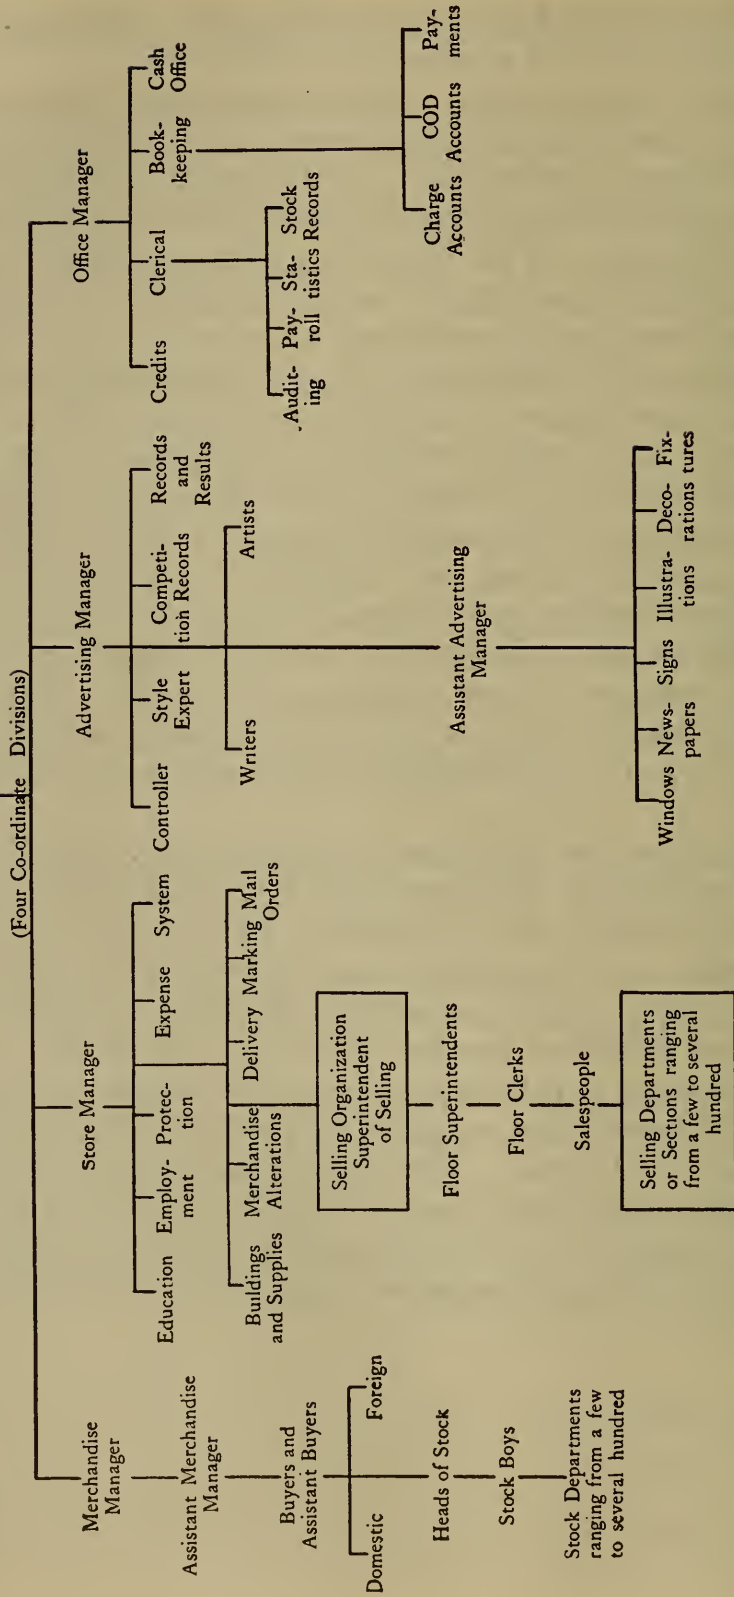 (Four Co-ordinate Divisions)
Merchandise
Manager
Assistant Merchandise
Manager
Buyers and
Assistant Buyers
Domestic
Foreign
Heads of Stock
Stock Boys
Stock Departments
ranging from a few
to several hundred
Store Manager
Education
Employ-
ment
Protec-
tion
Expense
System
Buildings
and Supplies
Merchandise
Alterations
Delivery
Marking
Mail
Orders
Selling Organization
Superintendent
of Selling
Floor Superintendents
Floor Clerks
Salespeople
Selling Departments
or Sections ranging
from a few to several
hundred
Advertising Manager
Controller
Style
Expert
Competi-
tion Records
Records
and
Results
Writers
Artists
Assistant Advertising
Manager
Windows
News-
papers
Signs
Illustra-
tions
Deco-
rations
Fix-
tures
Office Manager
Credits
Clerical
Book-
keeping
Cash
Office
Audit-
ing
Pay-
roll
Sta-
tistics
Stock
Records
Charge
Accounts
COD
Accounts
Pay-
ments